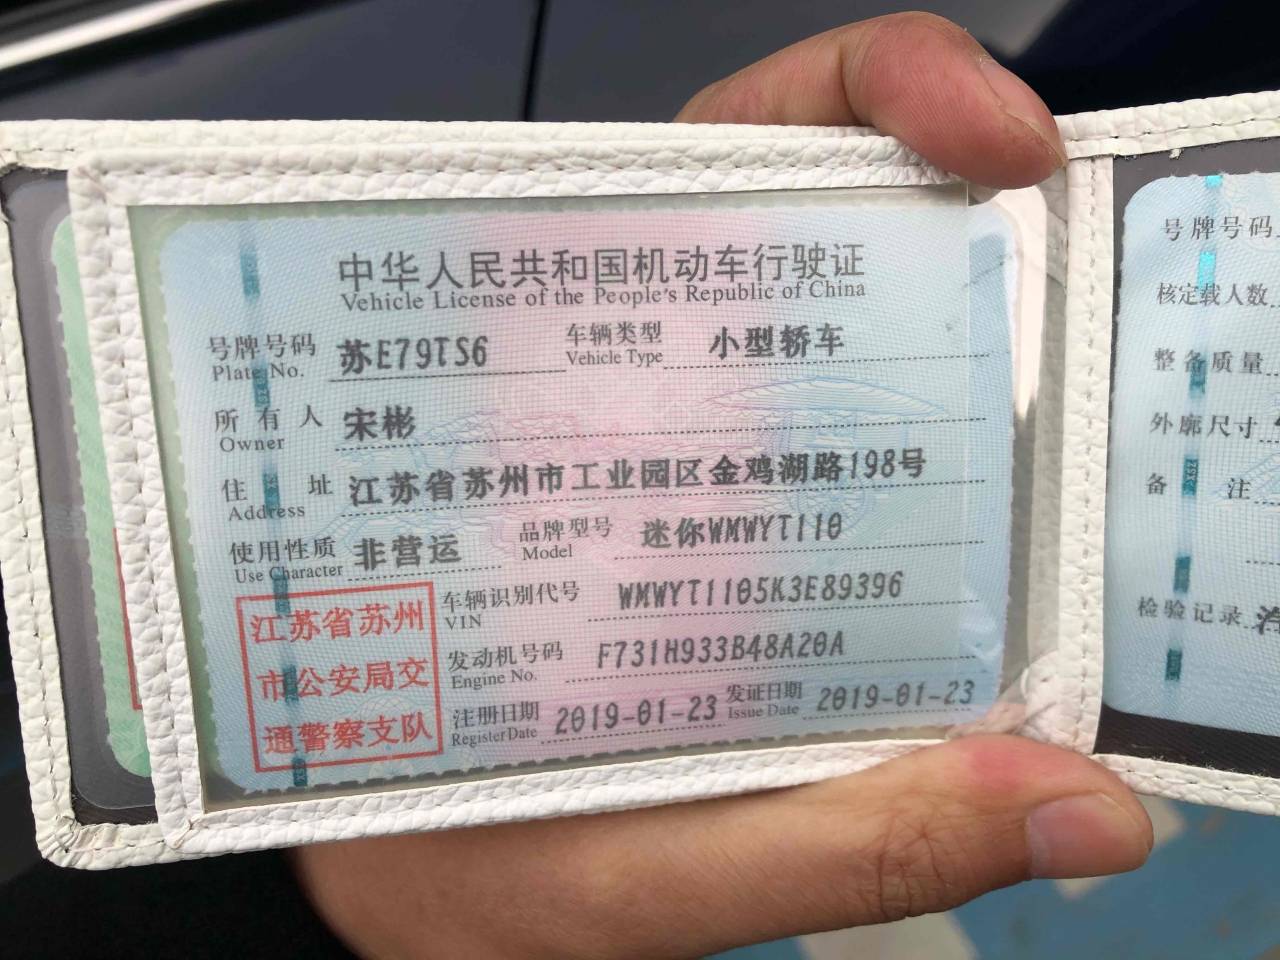 中华人民共和国机动车行驶证
Vehicle License of the People's Republic of China
号牌号码 苏E79TS6 车辆类型 小型轿车
Plate No. Vehicle Type
所有人 宋彬
Owner
住址 江苏省苏州市工业园区金鸡湖路198号
Address
使用性质 非营运 品牌型号 迷你WMWYT110
Use Character Model
江苏省苏州
市公安局交
通警察支队
车辆识别代号 WMWYT1105K3E89396
VIN
发动机号码 F731H933B48A20A
Engine No.
注册日期 2019-01-23 发证日期 2019-01-23
Register Date Issue Date
号牌号码
核定载人数
整备质量
外廓尺寸
备注
检验记录